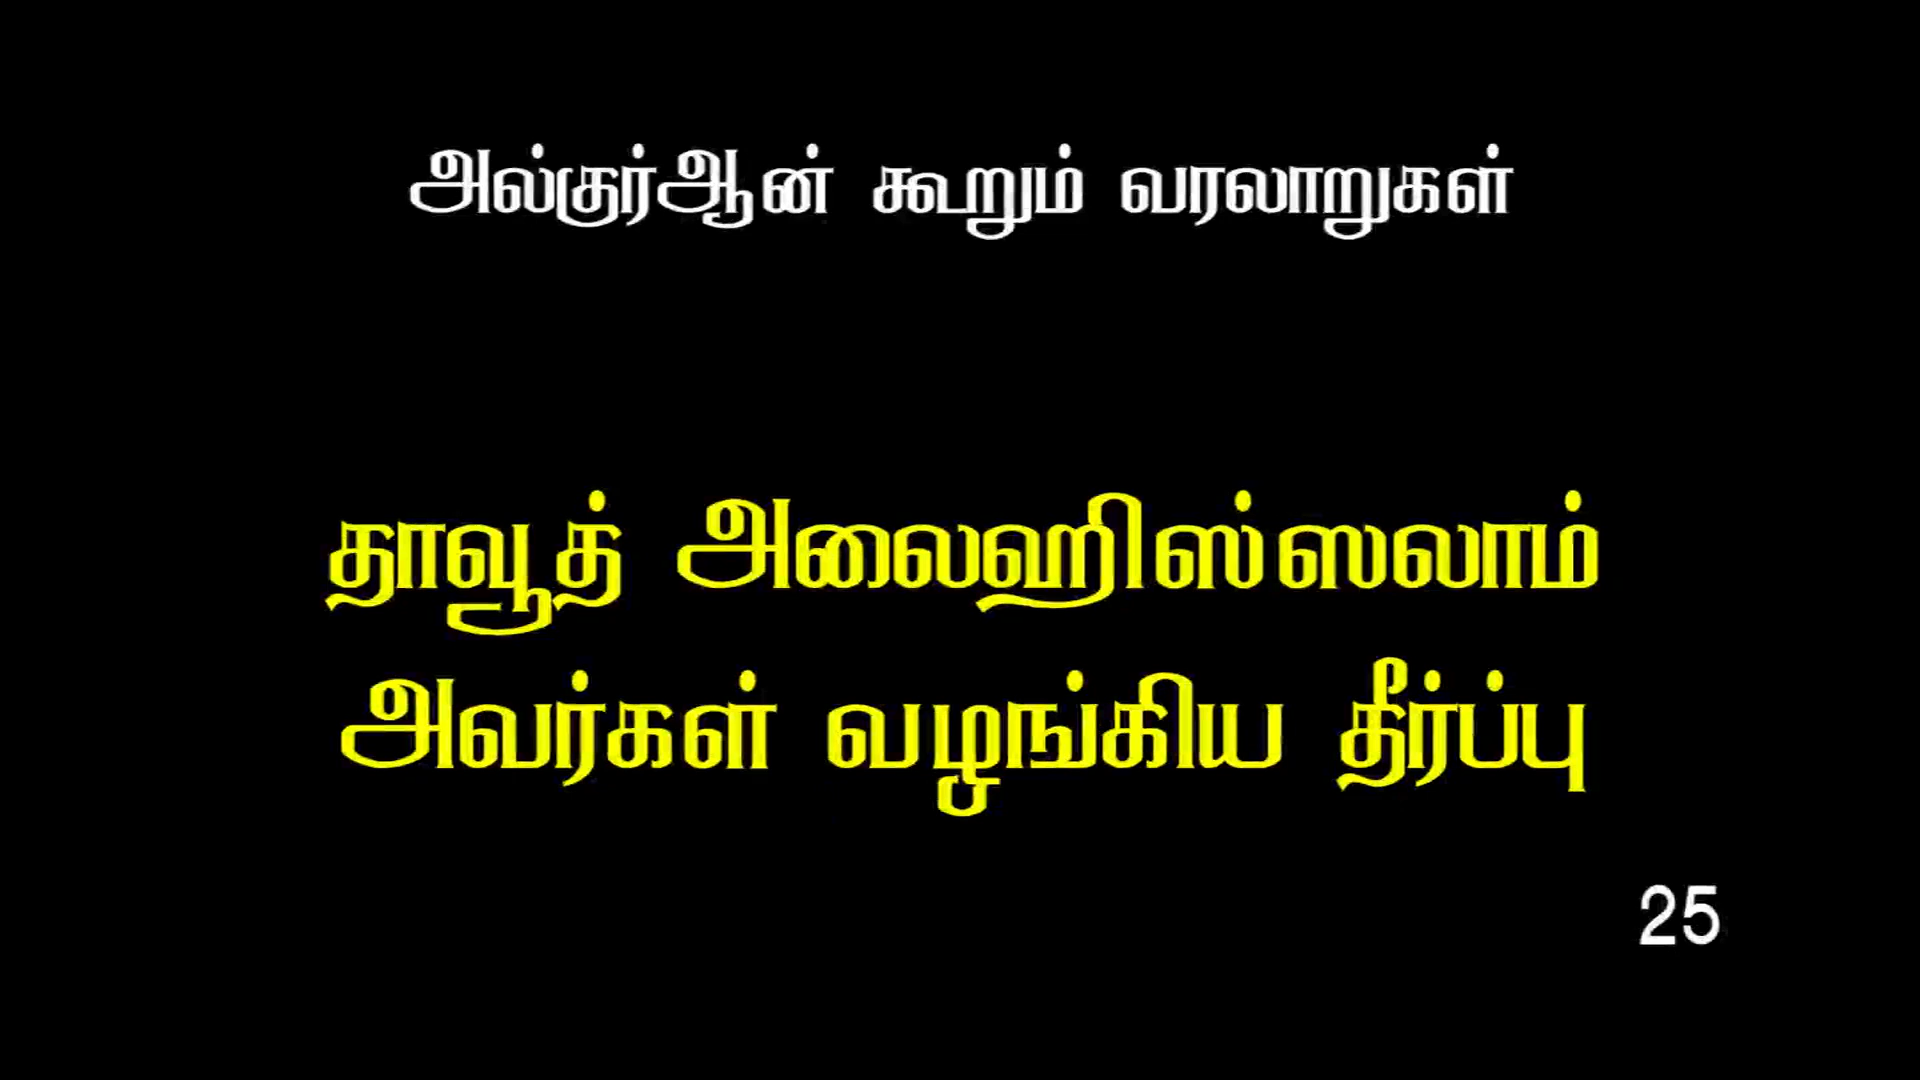 அல்குர்ஆன் கூறும் வரலாறுகள்
தாவூத் அலைஹிஸ்ஸலாம்
அவர்கள் வழங்கிய தீர்ப்பு
25